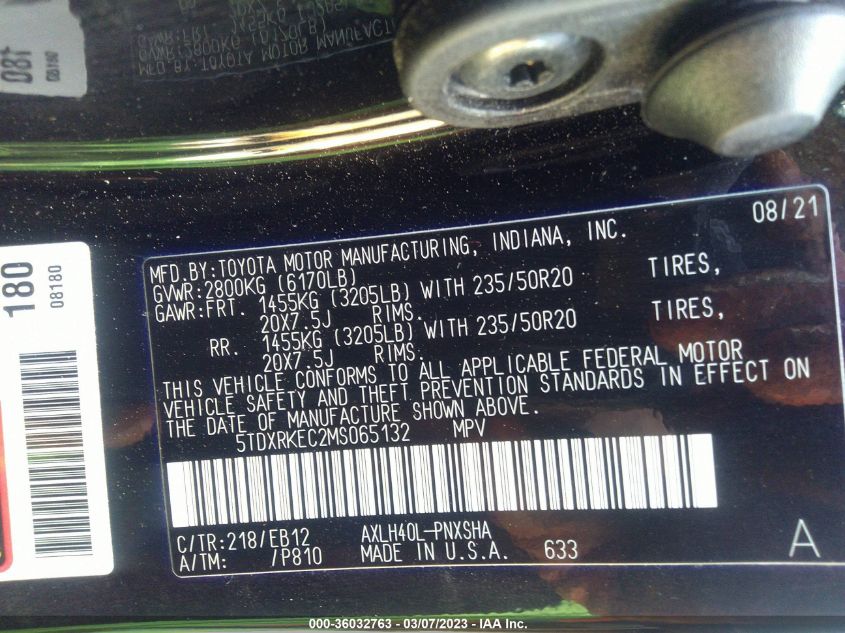 08/21
MFD.BY:TOYOTA MOTOR MANUFACTURING, INDIANA, INC.
GVWR:2800KG (6170LB)
GAWR:FRT. 1455KG (3205LB) WITH 235/50R20 TIRES,
20X7.5J RIMS.
RR. 1455KG (3205LB) WITH 235/50R20 TIRES,
20X7.5J RIMS.
THIS VEHICLE CONFORMS TO ALL APPLICABLE FEDERAL MOTOR
VEHICLE SAFETY AND THEFT PREVENTION STANDARDS IN EFFECT ON
THE DATE OF MANUFACTURE SHOWN ABOVE.
5TDXRKEC2MS065132 MPV
C/TR:218/EB12 AXLH40L-PNXSHA
A/TM: /P810 MADE IN U.S.A. 633 A
180
08180
000-36032763 - 03/07/2023 - IAA Inc.